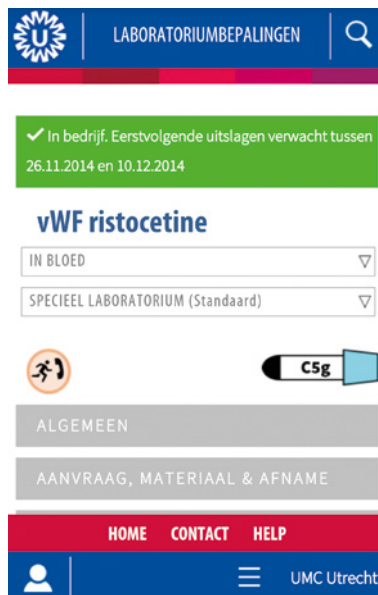 LABORATORIUMBEPALINGEN
In bedrijf. Eerstvolgende uitslagen verwacht tussen
26.11.2014 en 10.12.2014
vWF ristocetine
IN BLOED
SPECIEEL LABORATORIUM (Standaard)
C5g
ALGEMEEN
AANVRAAG, MATERIAAL & AFNAME
HOME CONTACT HELP
UMC Utrecht